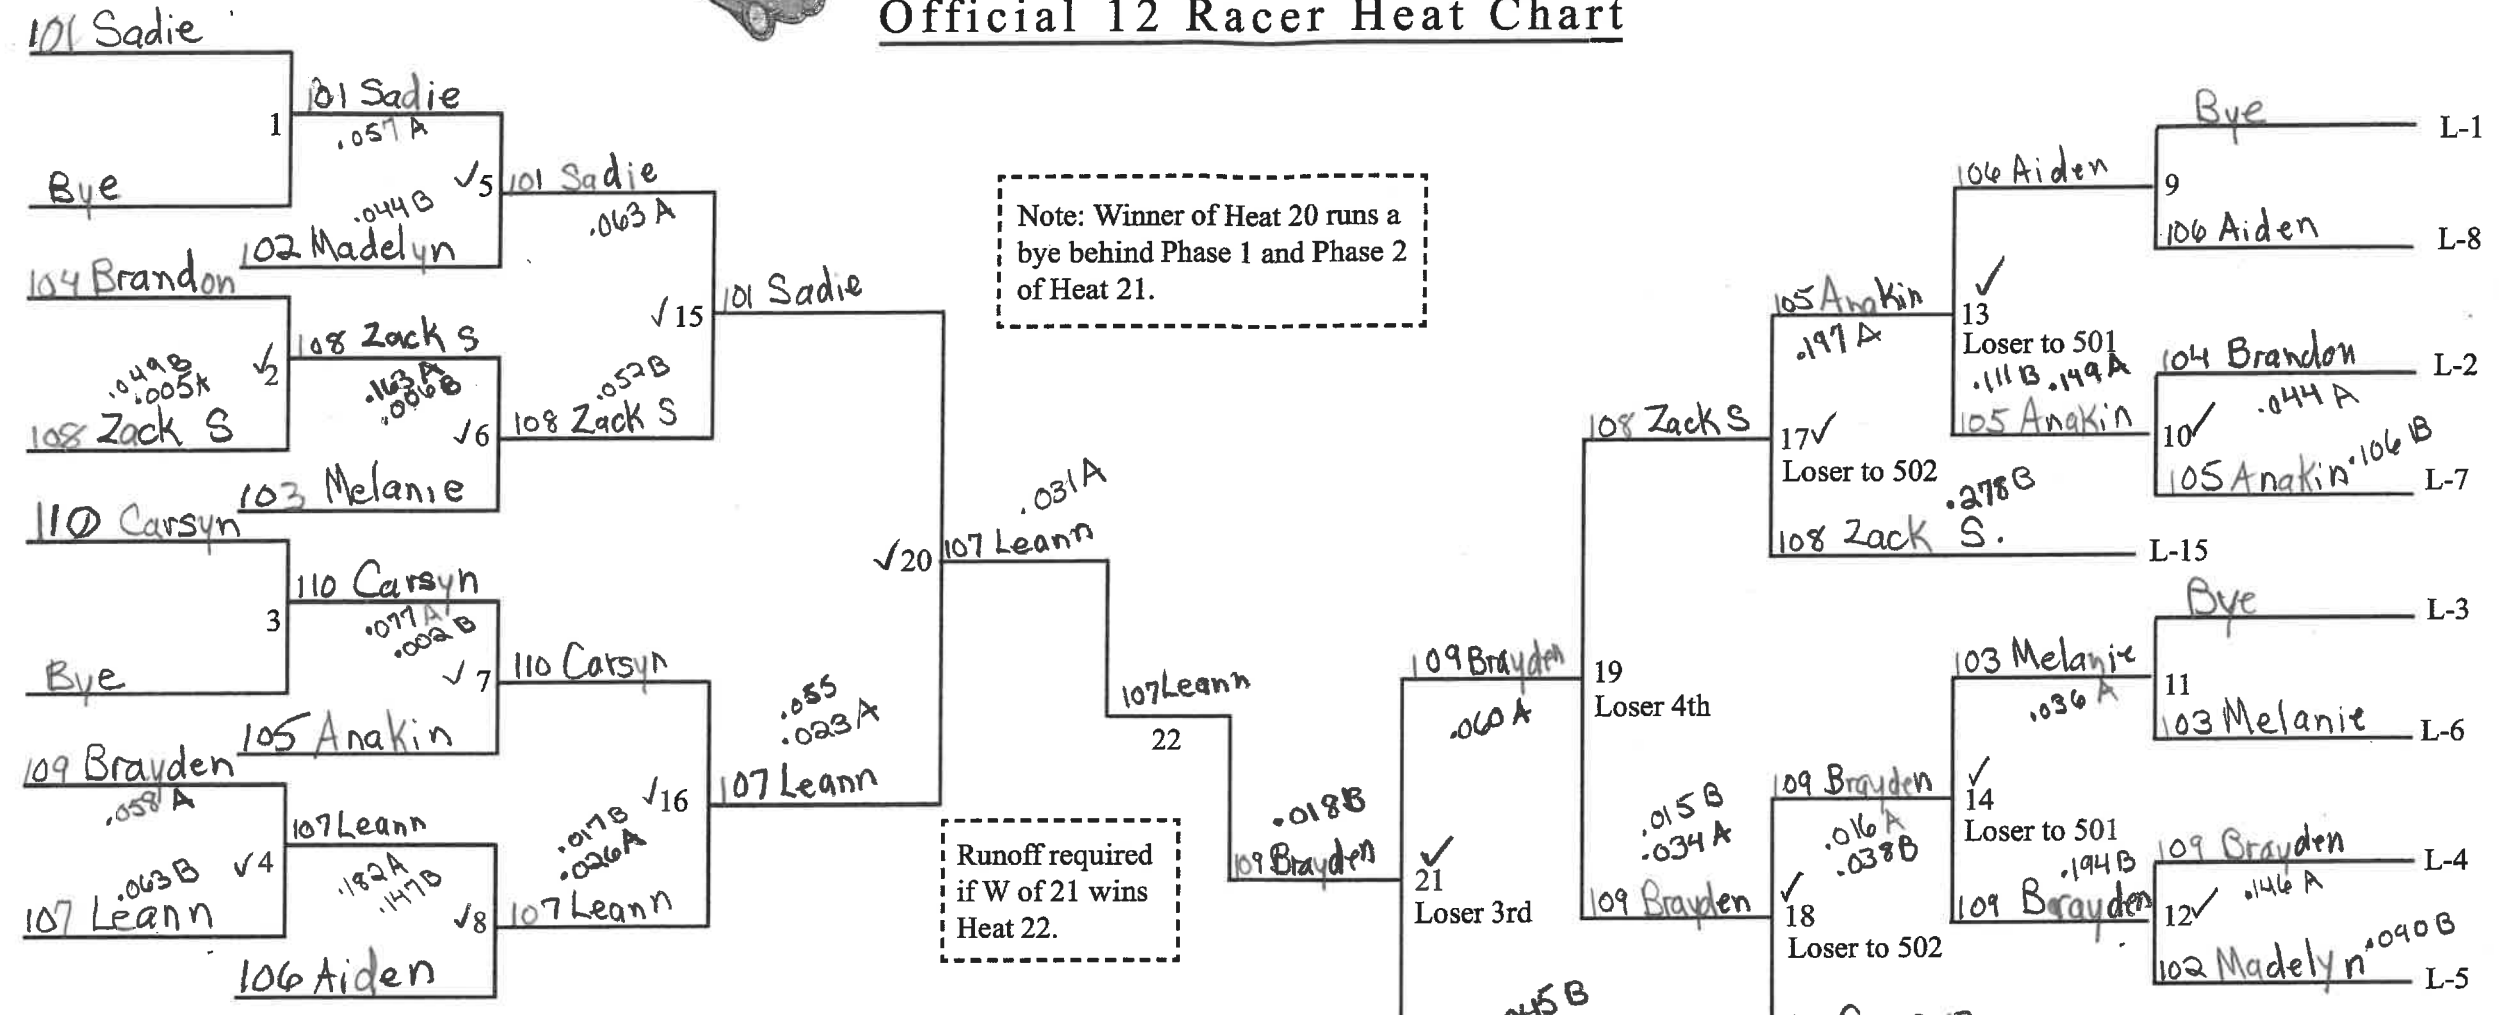 Official 12 Racer Heat Chart
101 Sadie
1
Bye
101 Sadie
.057 A
.044 B
102 Madelyn
✓5
101 Sadie
.063 A
104 Brandon
.049 B
.005 A
✓2
108 Zack S
108 Zack S
.163 A
.006 B
103 Melanie
✓6
.052 B
108 Zack S
✓15
101 Sadie
110 Carsyn
3
Bye
110 Carsyn
.077 A
.002 B
105 Anakin
✓7
110 Carsyn
109 Brayden
.058 A
.063 B
✓4
107 Leann
107 Leann
.182 A
.147 B
106 Aiden
✓8
.017 B
.026 A
107 Leann
✓16
.055
.023 A
107 Leann
✓20
.031 A
107 Leann
107 Leann
22
.018 B
109 Brayden
Note: Winner of Heat 20 runs a
bye behind Phase 1 and Phase 2
of Heat 21.
Runoff required
if W of 21 wins
Heat 22.
✓
21
Loser 3rd
109 Brayden
.060 A
45 B
19
Loser 4th
108 Zack S
.015 B
.034 A
109 Brayden
17✓
Loser to 502
105 Anakin
.197 A
.278 B
108 Zack S.
L-15
✓
18
Loser to 502
109 Brayden
.016 A
.038 B
✓
13
Loser to 501
106 Aiden
.111 B .149 A
105 Anakin
9
Bye
L-1
106 Aiden
L-8
10✓
104 Brandon
L-2
.044 A
.106 B
105 Anakin
L-7
✓
14
Loser to 501
103 Melanie
.036 A
.194 B
109 Brayden
11
Bye
L-3
103 Melanie
L-6
12✓
109 Brayden
L-4
.146 A
.090 B
102 Madelyn
L-5